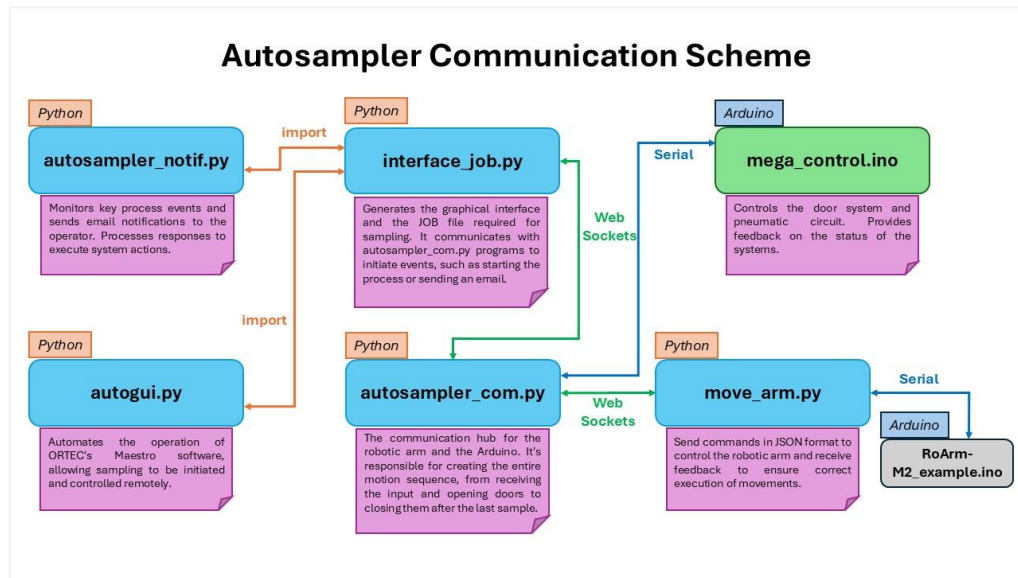 Autosampler Communication Scheme
Python
autosampler_notif.py
Monitors key process events and
sends email notifications to the
operator. Processes responses to
execute system actions.
import
Python
interface_job.py
Generates the graphical interface
and the JOB file required for
sampling. It communicates with
autosampler_com.py programs to
initiate events, such as starting the
process or sending an email.
Web
Sockets
Serial
Arduino
mega_control.ino
Controls the door system and
pneumatic circuit. Provides
feedback on the status of the
systems.
import
Python
autogui.py
Automates the operation of
ORTEC's Maestro software,
allowing sampling to be initiated
and controlled remotely.
Python
autosampler_com.py
The communication hub for the
robotic arm and the Arduino. It's
responsible for creating the entire
motion sequence, from receiving
the input and opening doors to
closing them after the last sample.
Web
Sockets
Python
move_arm.py
Send commands in JSON format to
control the robotic arm and receive
feedback to ensure correct
execution of movements.
Serial
Arduino
RoArm-
M2_example.ino